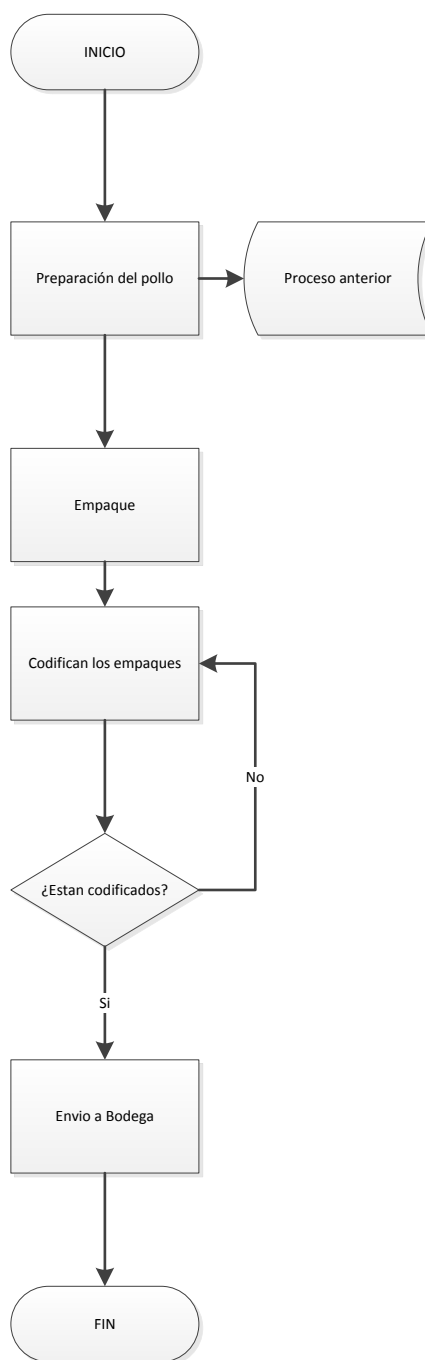 INICIO
Preparación del pollo
Proceso anterior
Empaque
Codifican los empaques
No
¿Estan codificados?
Si
Envio a Bodega
FIN